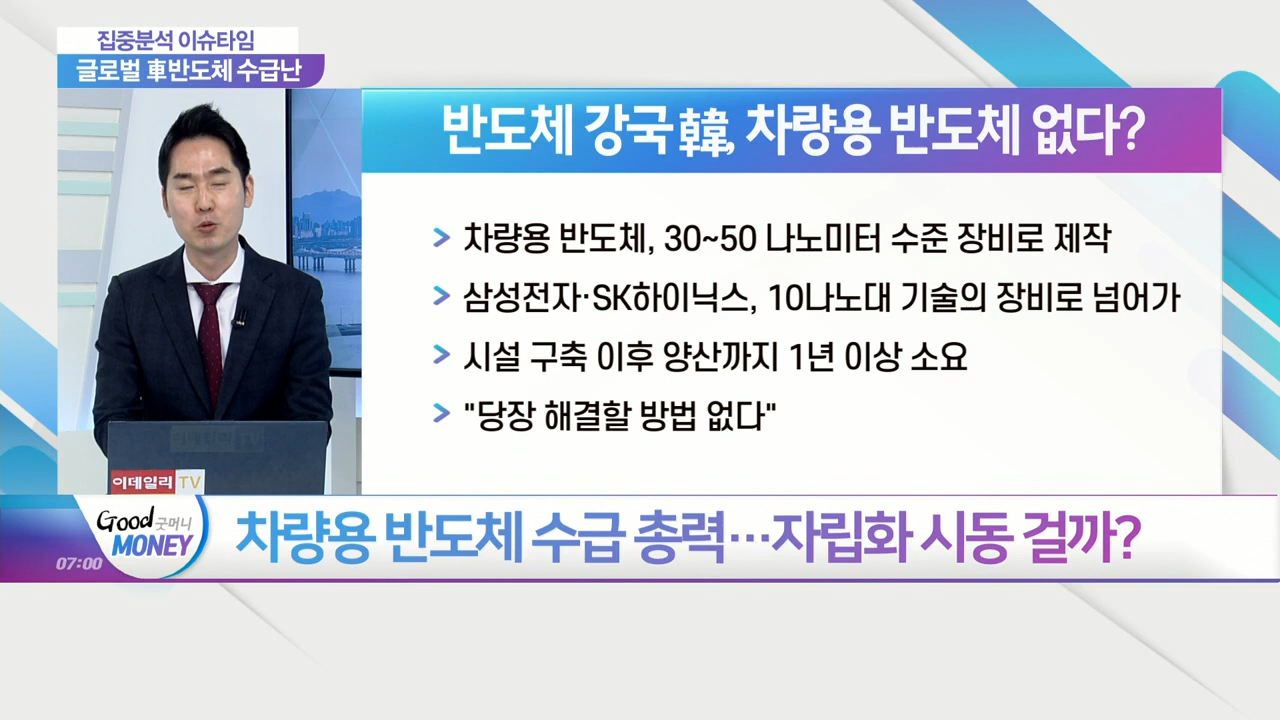 집중분석 이슈타임
글로벌 車반도체 수급난
반도체 강국 韓, 차량용 반도체 없다?
> 차량용 반도체, 30~50 나노미터 수준 장비로 제작
> 삼성전자·SK하이닉스, 10나노대 기술의 장비로 넘어가
> 시설 구축 이후 양산까지 1년 이상 소요
> "당장 해결할 방법 없다"
이데일리 TV
Good 굿머니
MONEY
차량용 반도체 수급 총력…자립화 시동 걸까?
07:00